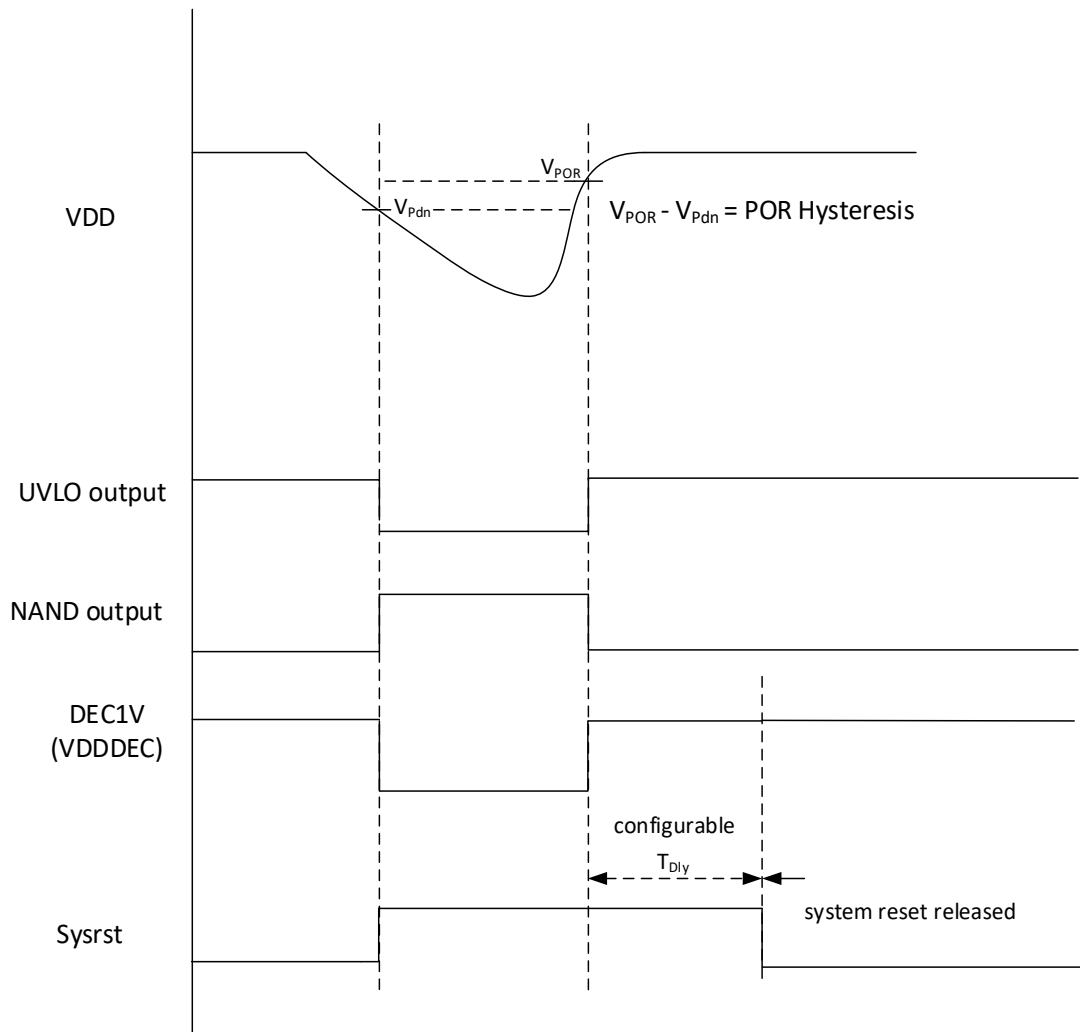 V_POR
VDD
V_Pdn
V_POR - V_Pdn = POR Hysteresis
UVLO output
NAND output
DEC1V
(VDDDEC)
configurable
T_Dly
system reset released
Sysrst